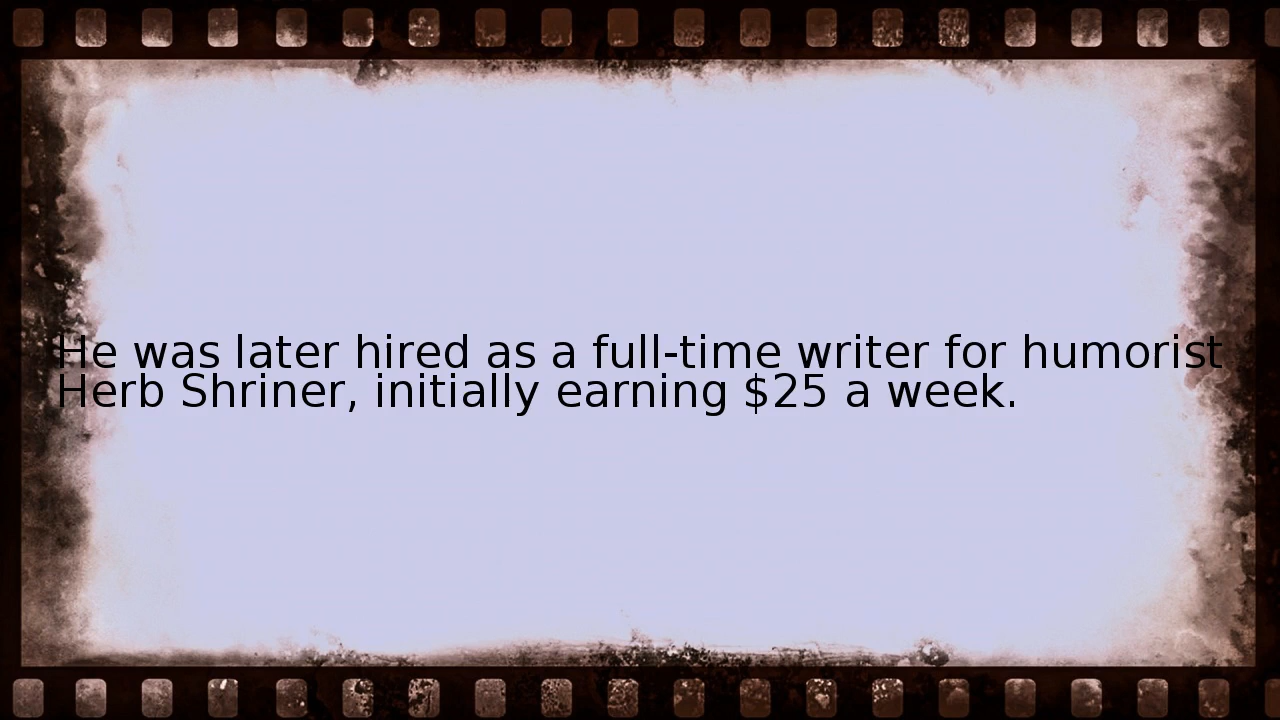 He was later hired as a full-time writer for humorist
Herb Shriner, initially earning $25 a week.